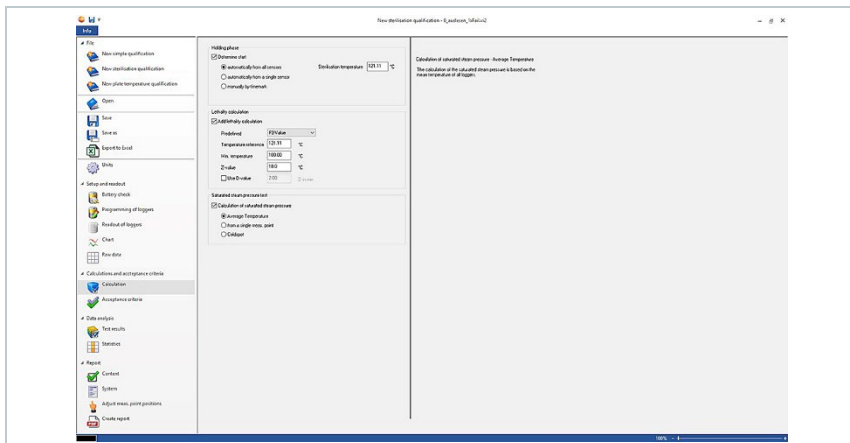 New sterilisation qualification -
Info
File
New simple qualification
New sterilisation qualification
New plate temperature qualification
Open
Save
Save as
Export to Excel
Units
Setup and readout
Battery check
Programming of loggers
Readout of loggers
Chart
Raw data
Calculations and acceptance criteria
Calculation
Acceptance criteria
Data analysis
Test results
Statistics
Report
Content
System
Adjust meas. point positions
PDF
Create report
Holding phase
Determine start
automatically from all sensors
Sterilisation temperature 121.11 °C
automatically from a single sensor
manually by timemark
Lethality calculation
Add lethality calculation
Predefined F0 Value
Temperature reference 121.11 °C
Min. temperature 100.00 °C
Z-value 10.0 °C
Use D-value 2.00
Saturated steam pressure test
Calculation of saturated steam pressure
Average Temperature
from a single meas. point
Coldspot
Calculation of saturated steam pressure - Average Temperature
The calculation of the saturated steam pressure is based on the
mean temperature of all loggers.
100%